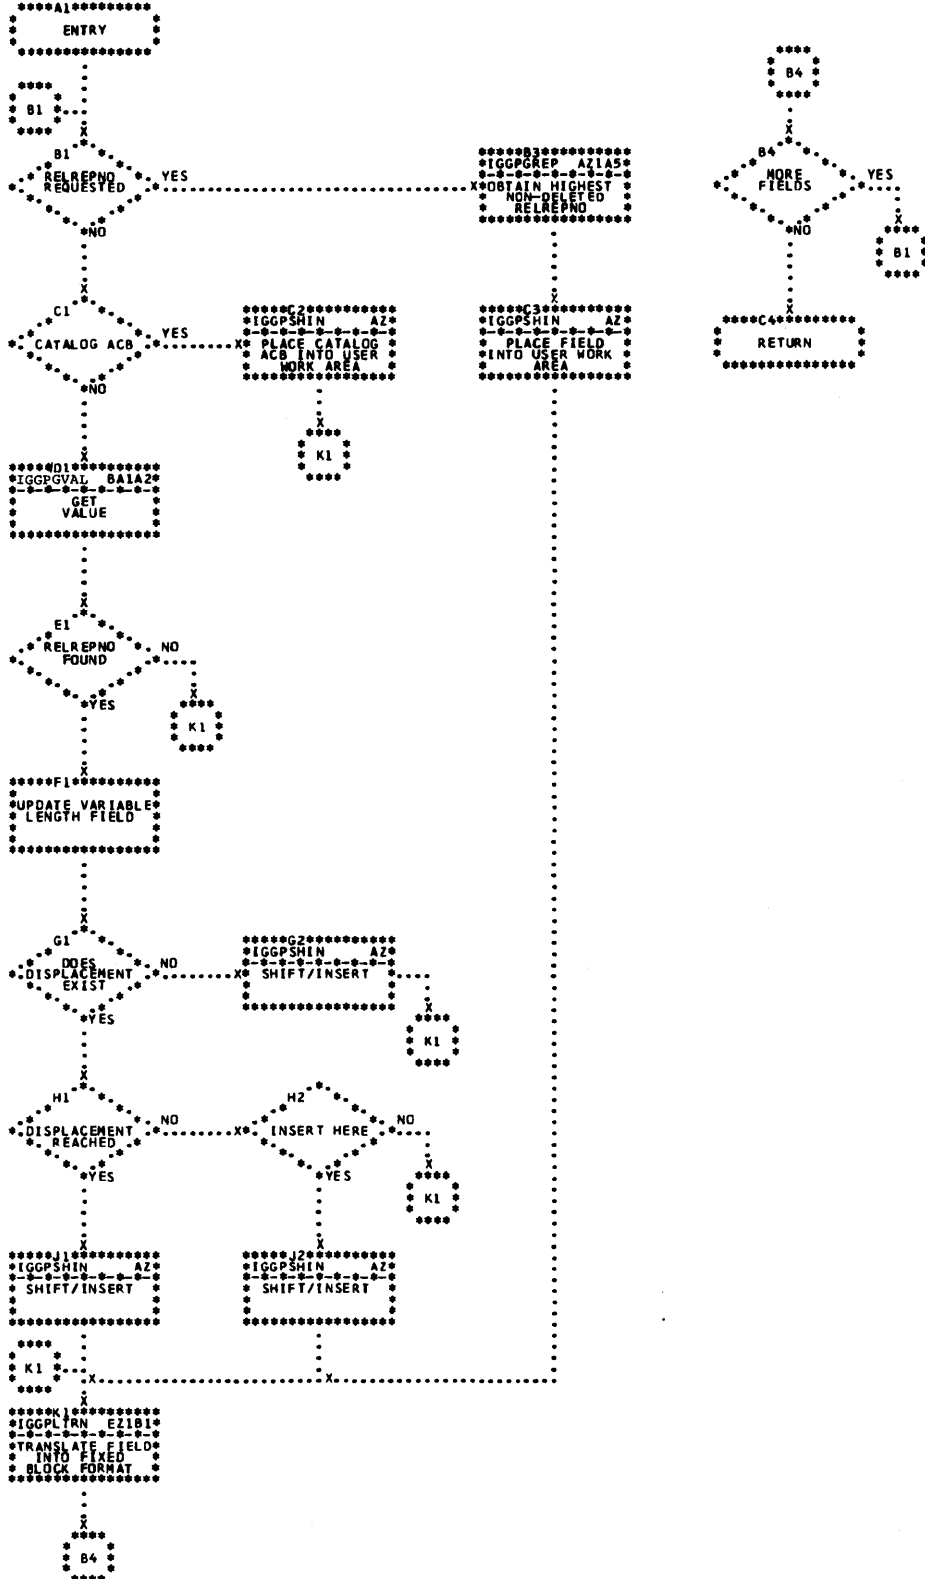 A1
ENTRY
B4
B1
B1
RELREPNO
REQUESTED
YES
NO
B3
IGGPGREP AZ1A5
OBTAIN HIGHEST
NON-DELETED
RELREPNO
B4
MORE
FIELDS
YES
NO
B1
C1
CATALOG ACB
YES
NO
C2
IGGPSHIN AZ
PLACE CATALOG
ACB INTO USER
WORK AREA
K1
C3
IGGPSHIN AZ
PLACE FIELD
INTO USER WORK
AREA
C4
RETURN
D1
IGGPGVAL BA1A2
GET
VALUE
E1
RELREPNO
FOUND
NO
YES
K1
F1
UPDATE VARIABLE
LENGTH FIELD
G1
DOES
DISPLACEMENT
EXIST
NO
YES
G2
IGGPSHIN AZ
SHIFT/INSERT
K1
H1
DISPLACEMENT
REACHED
NO
YES
H2
INSERT HERE
NO
YES
K1
J1
IGGPSHIN AZ
SHIFT/INSERT
J2
IGGPSHIN AZ
SHIFT/INSERT
K1
K1
IGGPLTRN EZ1B1
TRANSLATE FIELD
INTO FIXED
BLOCK FORMAT
B4